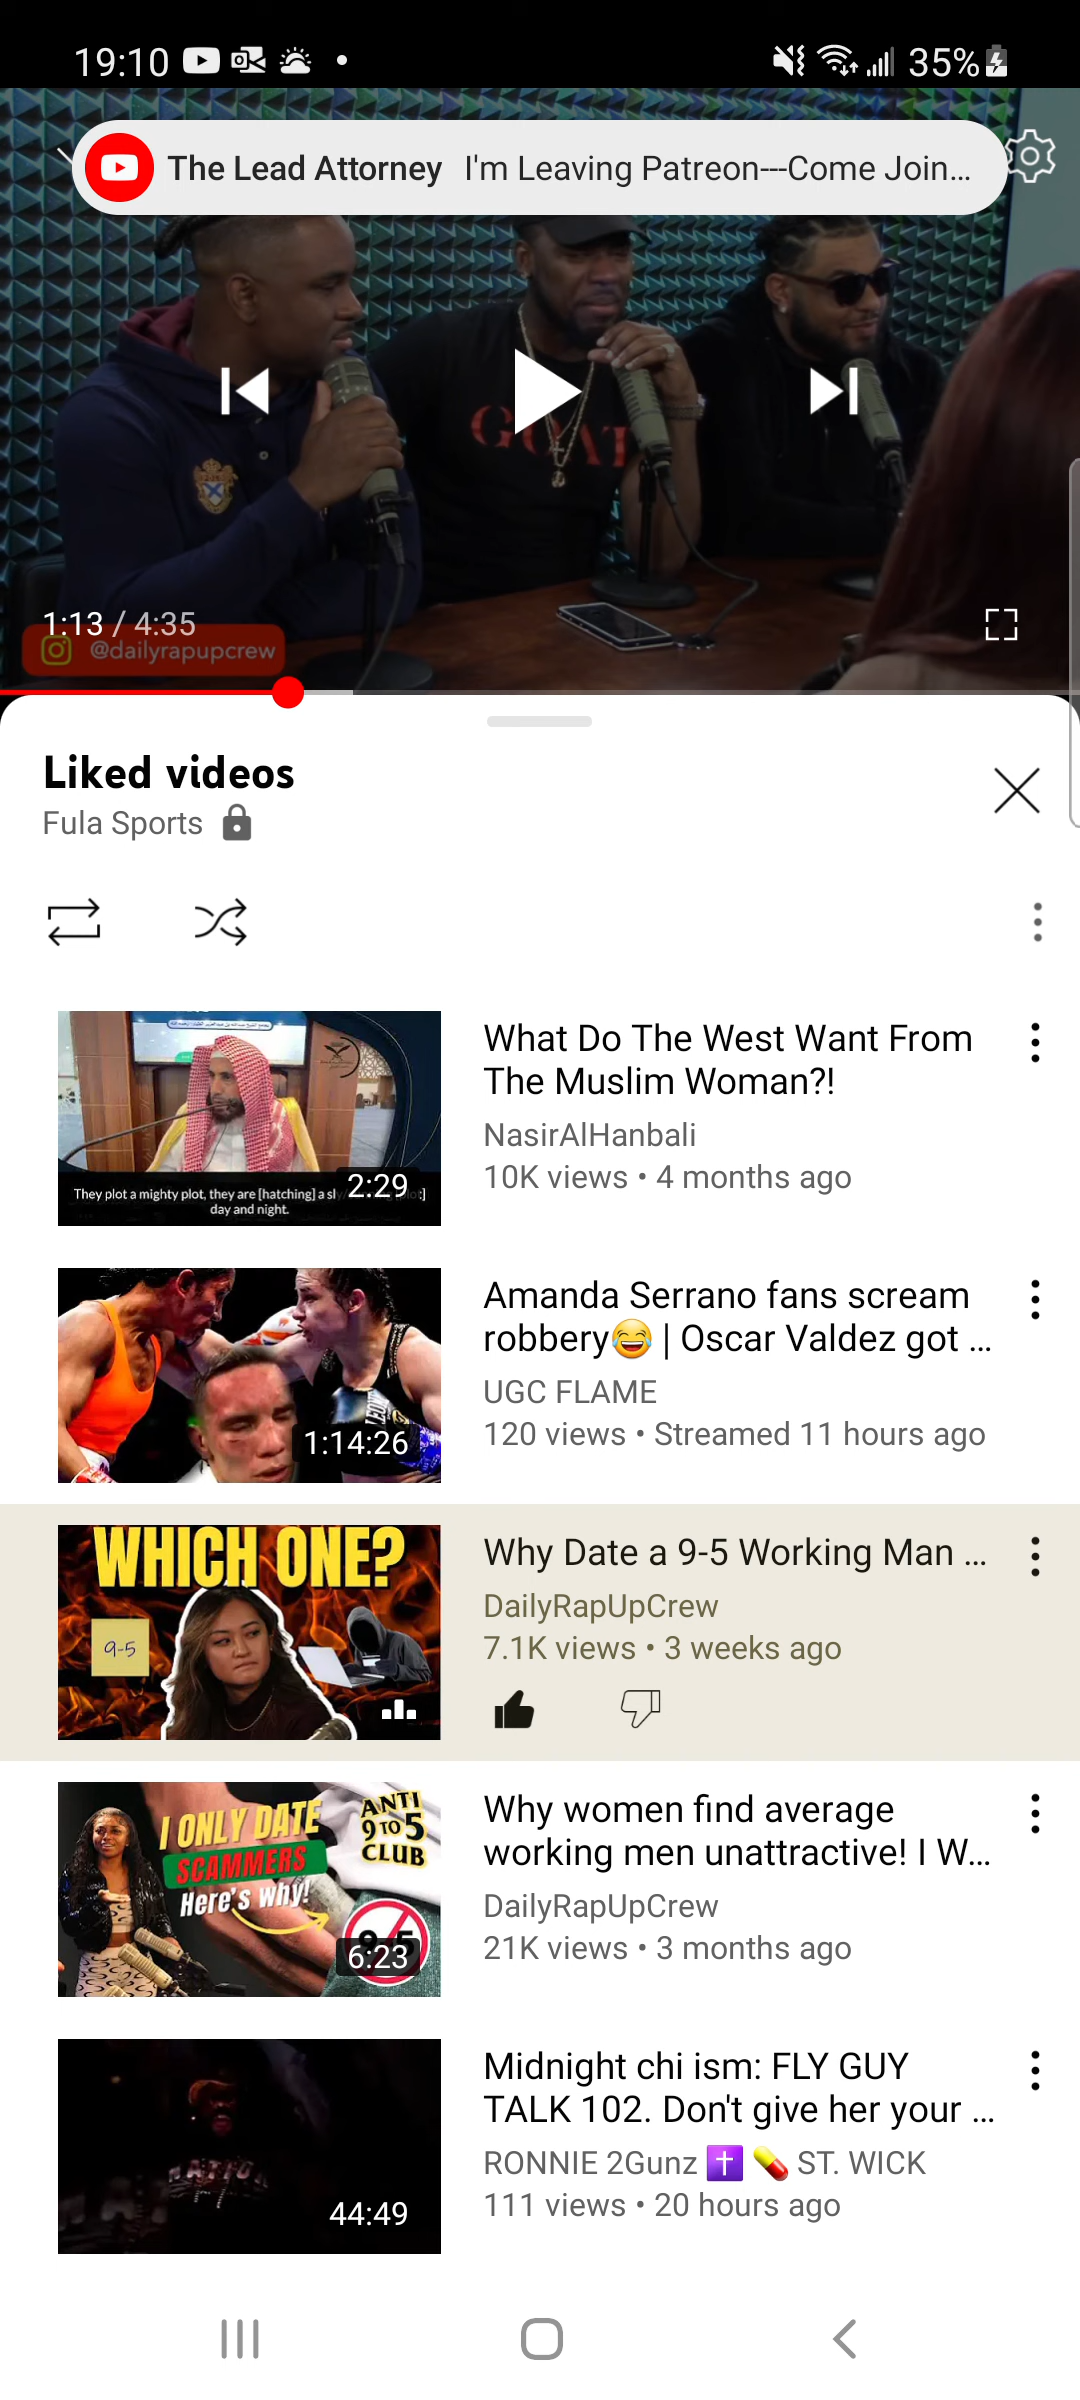 19:10
35%
The Lead Attorney I'm Leaving Patreon---Come Join...
GOAT
1:13 / 4:35
@dailyrapupcrew
Liked videos
Fula Sports
What Do The West Want From
The Muslim Woman?!
NasirAlHanbali
10K views • 4 months ago
They plot a mighty plot, they are [hatching] a
2:29
day and night.
Amanda Serrano fans scream
robbery😂 | Oscar Valdez got ...
UGC FLAME
120 views • Streamed 11 hours ago
1:14:26
WHICH ONE?
9-5
Why Date a 9-5 Working Man ...
DailyRapUpCrew
7.1K views • 3 weeks ago
I ONLY DATE
SCAMMERS
Here's why!
ANTI
9 TO 5
CLUB
9-5
6:23
Why women find average
working men unattractive! I W...
DailyRapUpCrew
21K views • 3 months ago
44:49
Midnight chi ism: FLY GUY
TALK 102. Don't give her your ...
RONNIE 2Gunz ✝️ 💊 ST. WICK
111 views • 20 hours ago